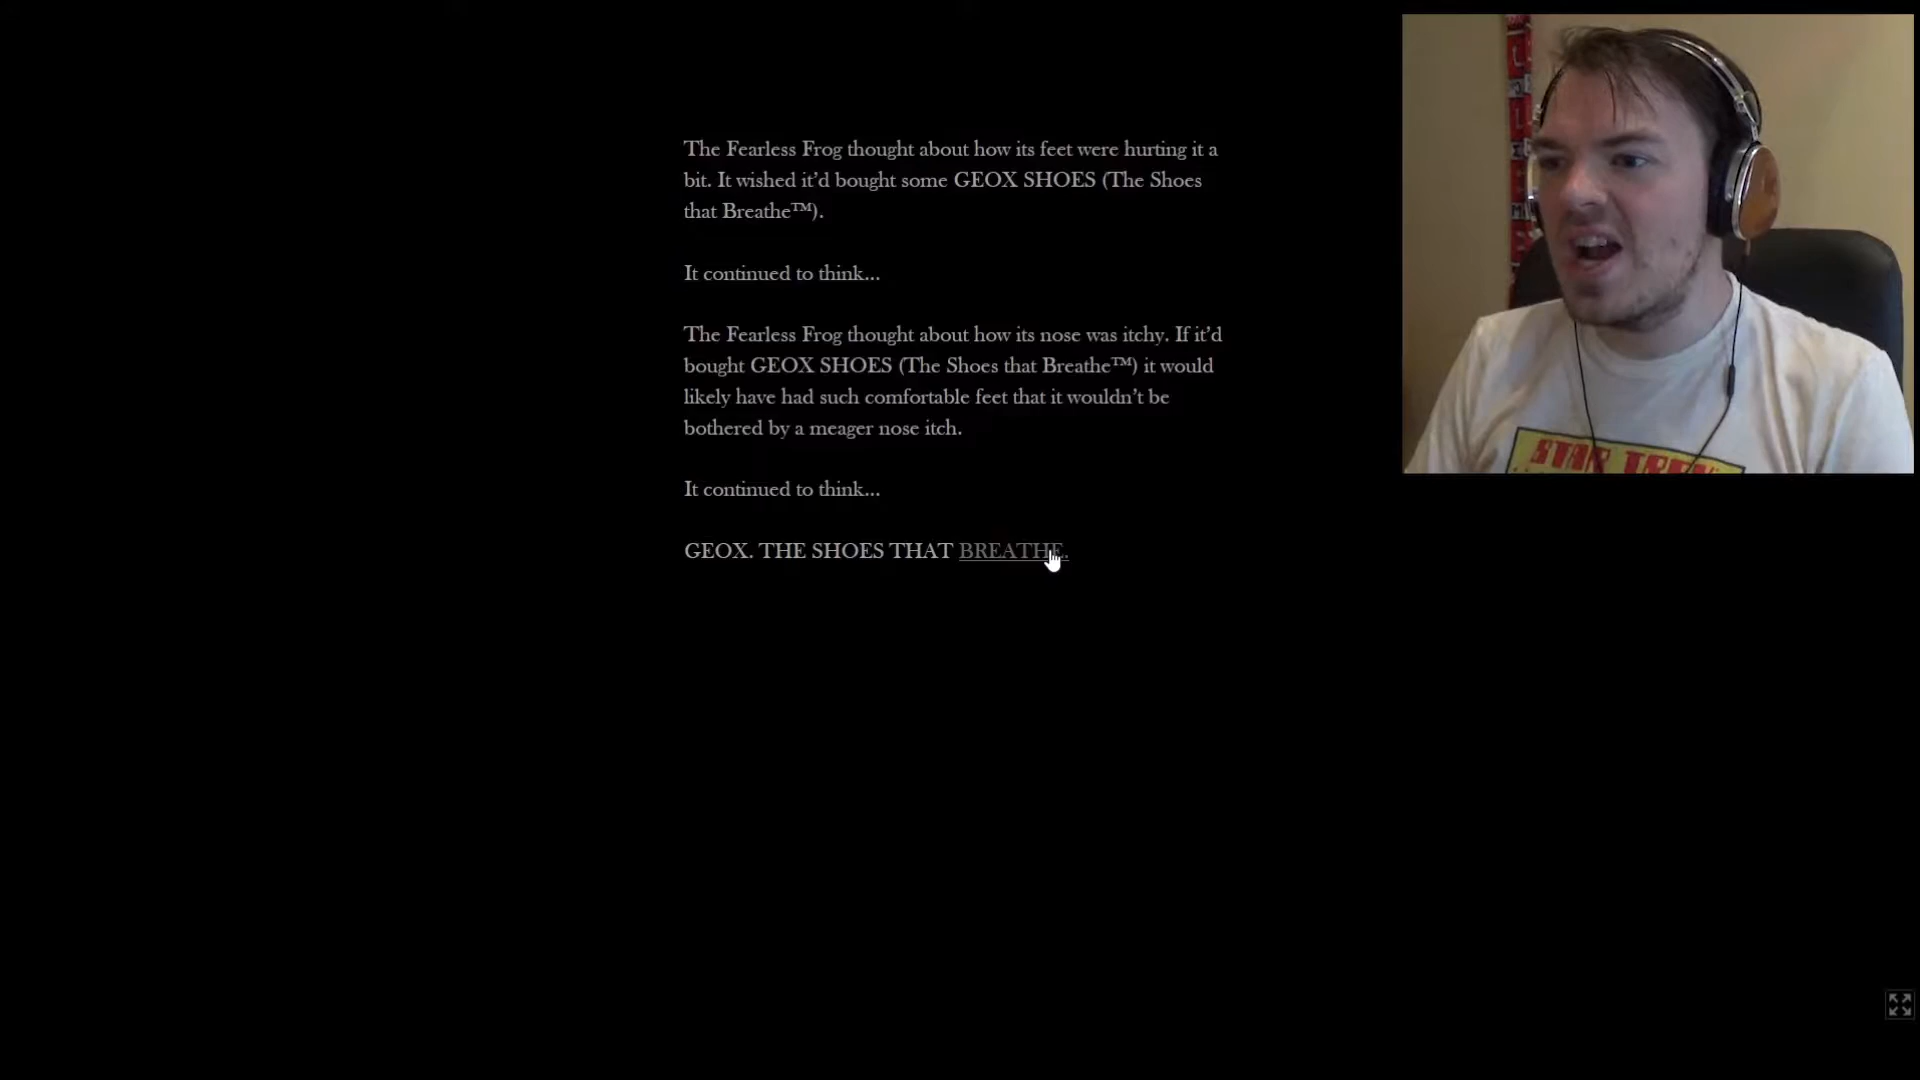 The Fearless Frog thought about how its feet were hurting it a
bit. It wished it’d bought some GEOX SHOES (The Shoes
that Breathe™).
It continued to think...
The Fearless Frog thought about how its nose was itchy. If it’d
bought GEOX SHOES (The Shoes that Breathe™) it would
likely have had such comfortable feet that it wouldn’t be
bothered by a meager nose itch.
It continued to think...
GEOX. THE SHOES THAT BREATHE..
STAR TREK